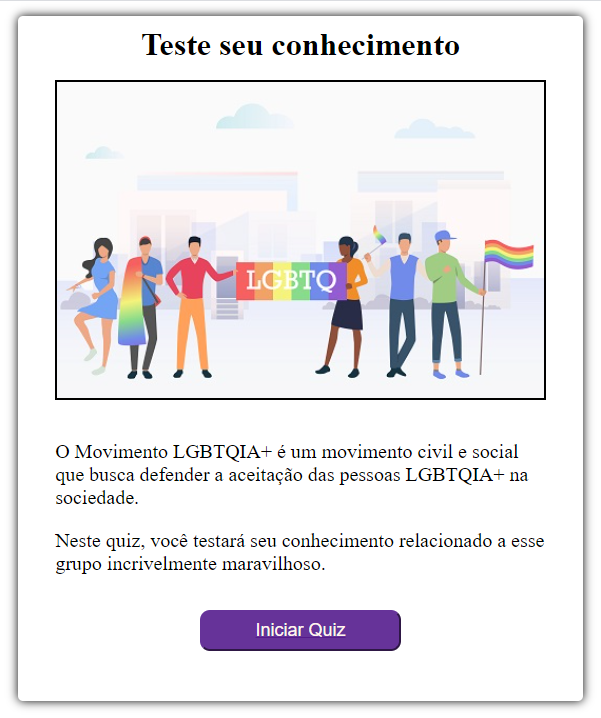 Teste seu conhecimento
LGBTQ
O Movimento LGBTQIA+ é um movimento civil e social
que busca defender a aceitação das pessoas LGBTQIA+ na
sociedade.
Neste quiz, você testará seu conhecimento relacionado a esse
grupo incrivelmente maravilhoso.
Iniciar Quiz